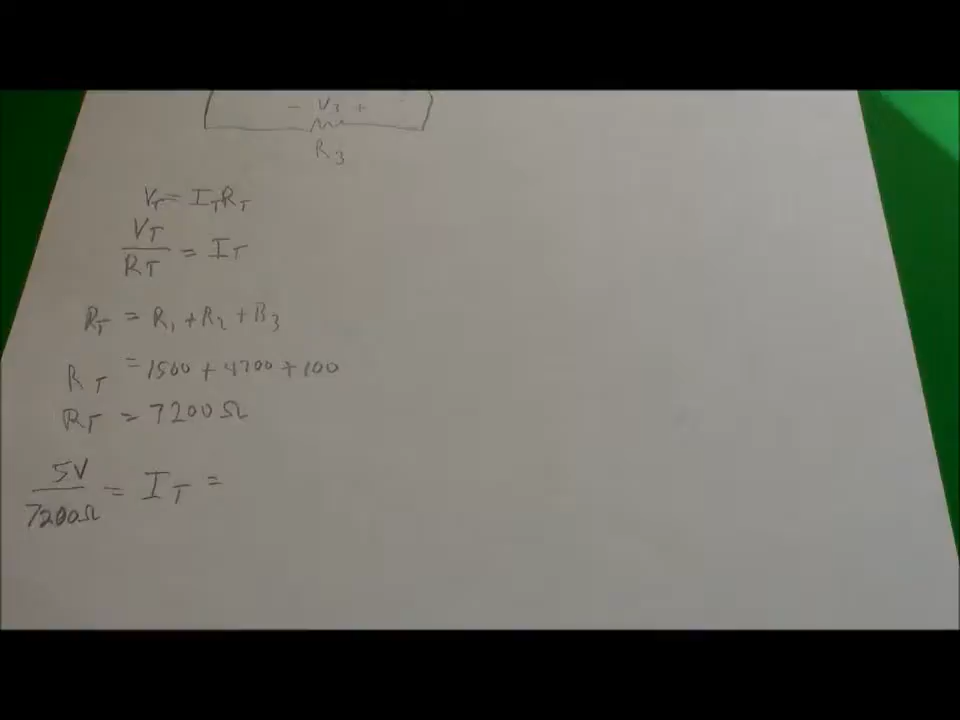 - V3 +
R3
VT = ITRT
VT/RT = IT
RT = R1 + R2 + R3
RT = 1500 + 4700 + 100
RT = 7200Ω
5V/7200Ω = IT =